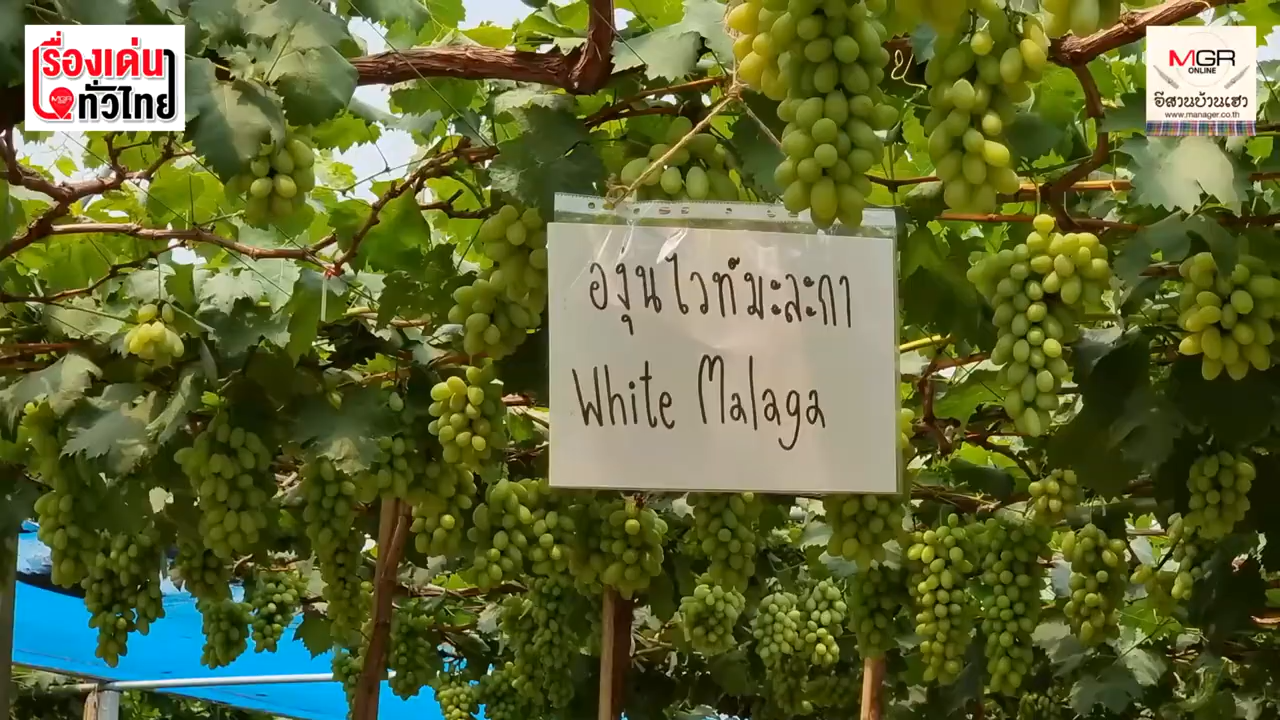 เรื่องเด่น
MGR
ทั่วไทย
MGR
ONLINE
อีสานบ้านเฮา
www.manager.co.th
องุนไวท์มะละกา
White Malaga